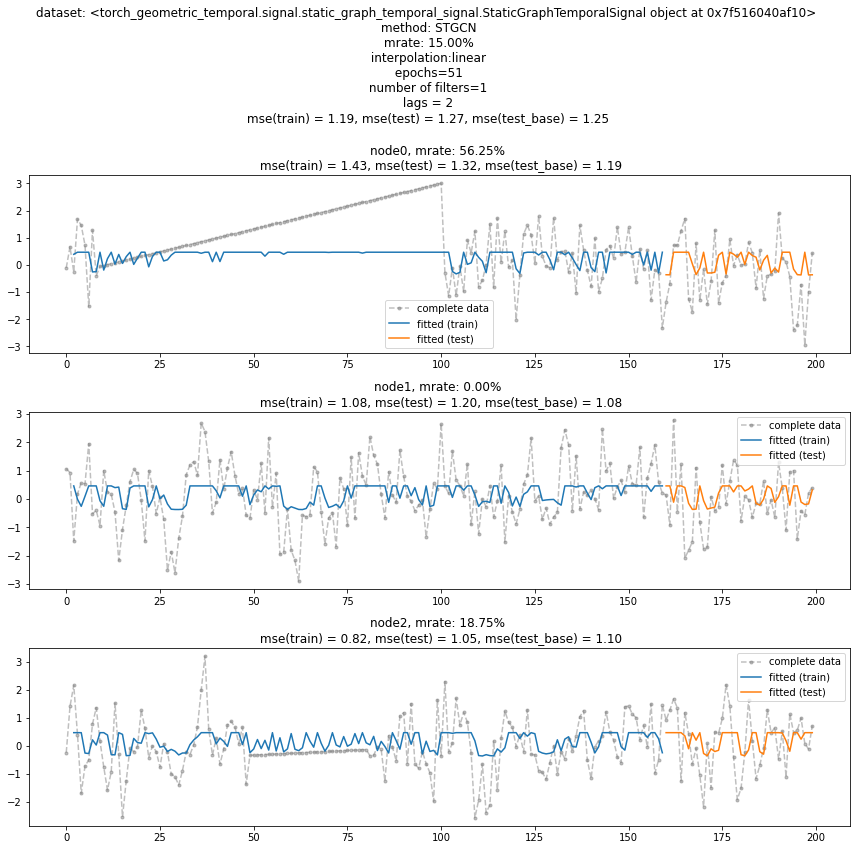 dataset: <torch_geometric_temporal.signal.static_graph_temporal_signal.StaticGraphTemporalSignal object at 0x7f516040af10>
method: STGCN
mrate: 15.00%
interpolation:linear
epochs=51
number of filters=1
lags = 2
mse(train) = 1.19, mse(test) = 1.27, mse(test_base) = 1.25
node0, mrate: 56.25%
mse(train) = 1.43, mse(test) = 1.32, mse(test_base) = 1.19
3
2
1
0
−1
−2
−3
complete data
fitted (train)
fitted (test)
0 25 50 75 100 125 150 175 200
node1, mrate: 0.00%
mse(train) = 1.08, mse(test) = 1.20, mse(test_base) = 1.08
3
2
1
0
−1
−2
−3
complete data
fitted (train)
fitted (test)
0 25 50 75 100 125 150 175 200
node2, mrate: 18.75%
mse(train) = 0.82, mse(test) = 1.05, mse(test_base) = 1.10
3
2
1
0
−1
−2
complete data
fitted (train)
fitted (test)
0 25 50 75 100 125 150 175 200